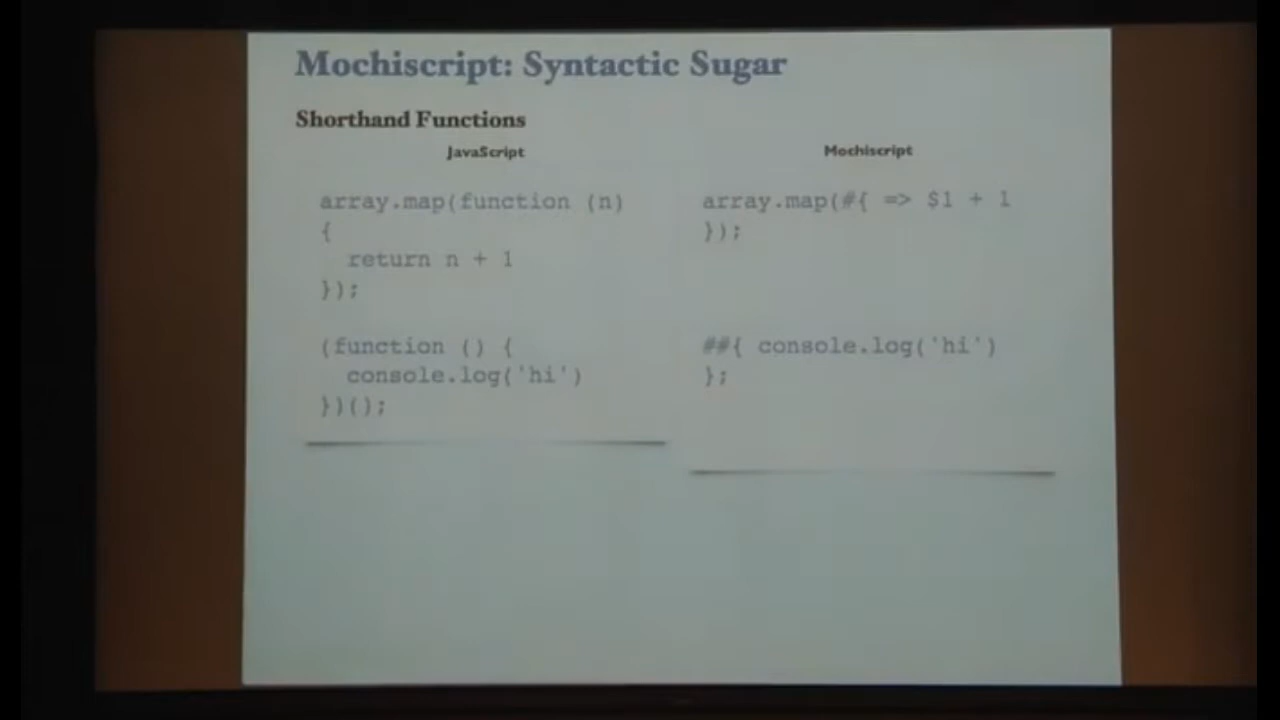 Mochiscript: Syntactic Sugar
Shorthand Functions
JavaScript
array.map(function (n)
{
  return n + 1
});
(function () {
  console.log('hi')
})();
Mochiscript
array.map(#{ => $1 + 1
});
##{ console.log('hi')
};